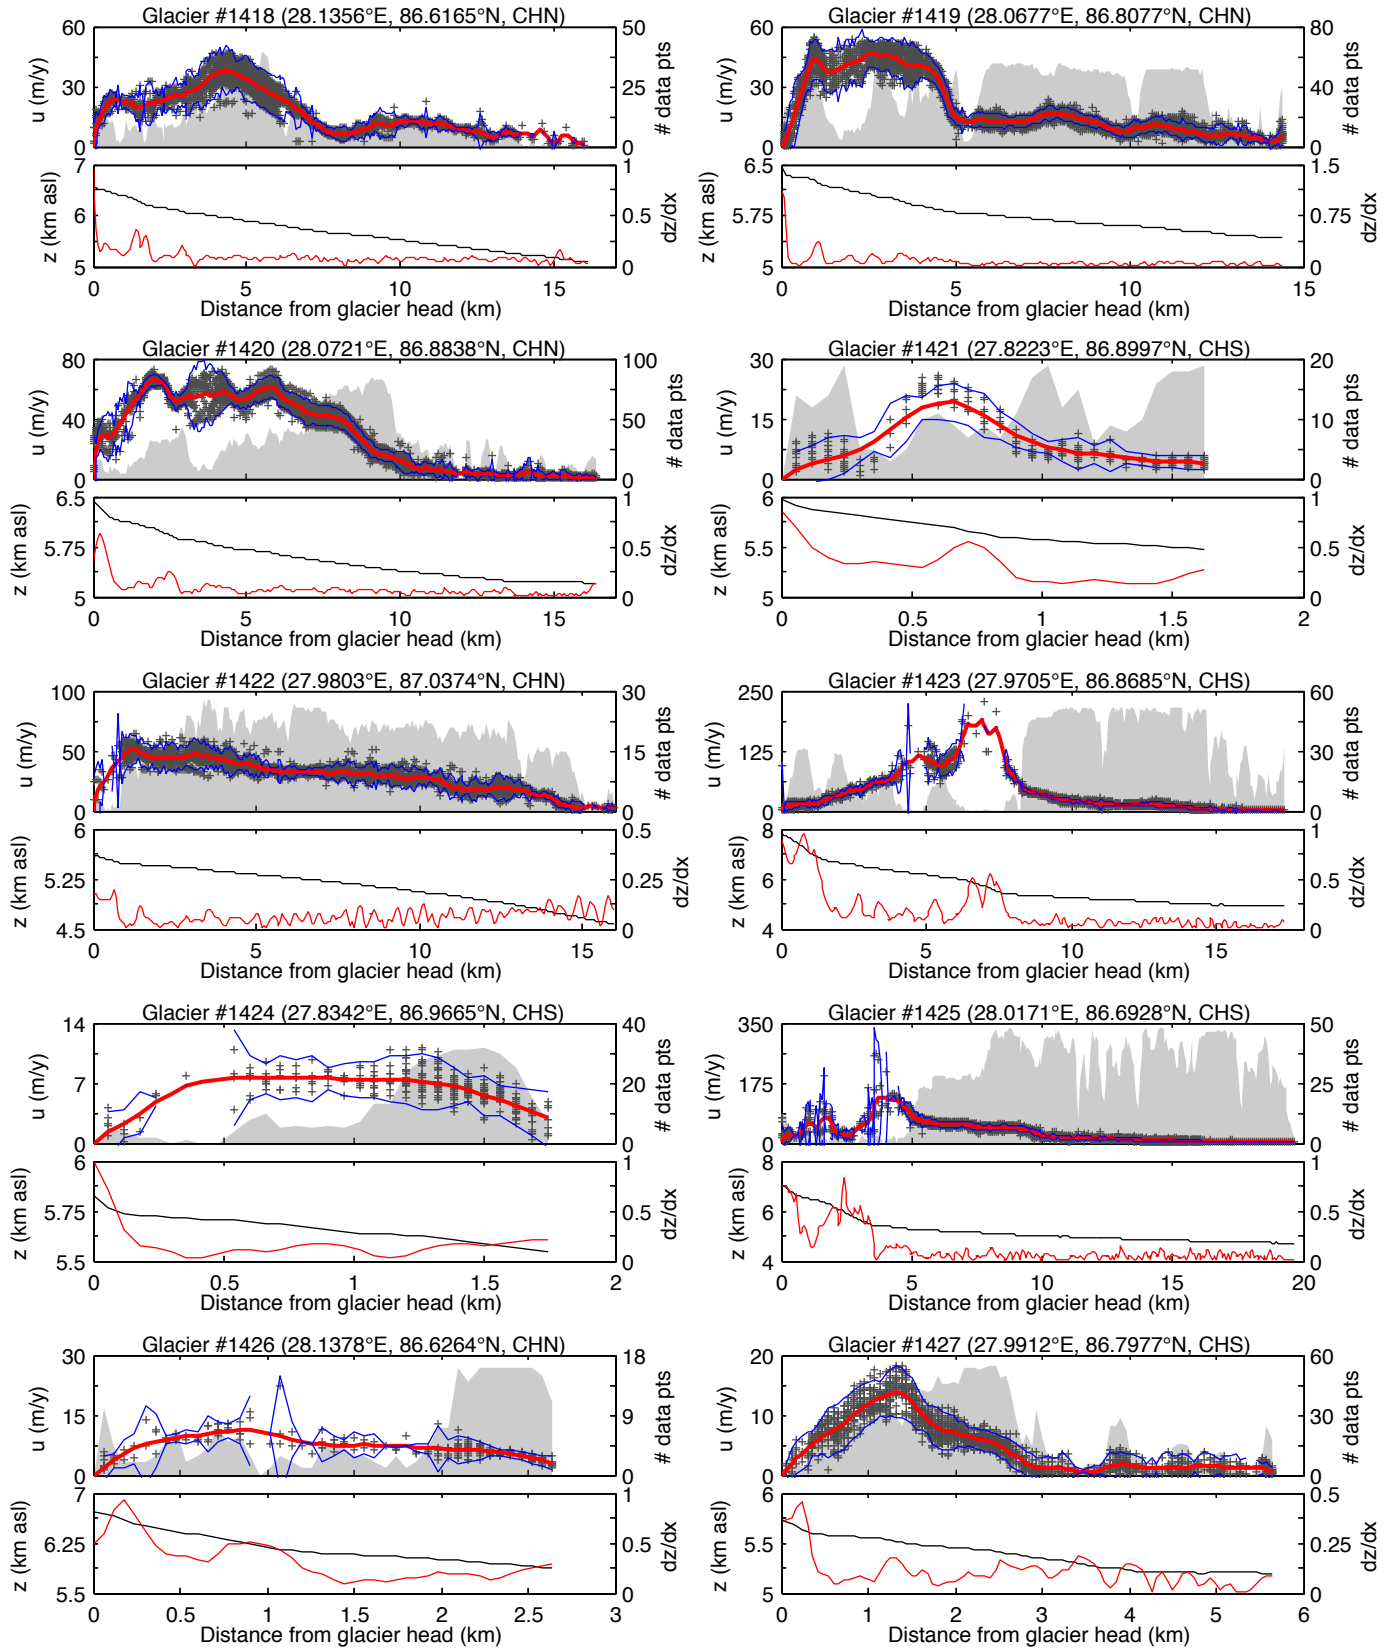 Glacier #1418 (28.1356°E, 86.6165°N, CHN)
60
30
0
u (m/y)
50
25
0
# data pts
7
6
5
z (km asl)
1
0.5
0
dz/dx
0 5 10 15
Distance from glacier head (km)
Glacier #1419 (28.0677°E, 86.8077°N, CHN)
60
30
0
u (m/y)
80
40
0
# data pts
6.5
5.75
5
z (km asl)
1.5
0.75
0
dz/dx
0 5 10 15
Distance from glacier head (km)
Glacier #1420 (28.0721°E, 86.8838°N, CHN)
80
40
0
u (m/y)
100
50
0
# data pts
6.5
5.75
5
z (km asl)
1
0.5
0
dz/dx
0 5 10 15
Distance from glacier head (km)
Glacier #1421 (27.8223°E, 86.8997°N, CHS)
30
15
0
u (m/y)
20
10
0
# data pts
6
5.5
5
z (km asl)
1
0.5
0
dz/dx
0 0.5 1 1.5 2
Distance from glacier head (km)
Glacier #1422 (27.9803°E, 87.0374°N, CHN)
100
50
0
u (m/y)
30
15
0
# data pts
6
5.25
4.5
z (km asl)
0.5
0.25
0
dz/dx
0 5 10 15
Distance from glacier head (km)
Glacier #1423 (27.9705°E, 86.8685°N, CHS)
250
125
0
u (m/y)
60
30
0
# data pts
8
6
4
z (km asl)
1
0.5
0
dz/dx
0 5 10 15
Distance from glacier head (km)
Glacier #1424 (27.8342°E, 86.9665°N, CHS)
14
7
0
u (m/y)
40
20
0
# data pts
6
5.75
5.5
z (km asl)
1
0.5
0
dz/dx
0 0.5 1 1.5 2
Distance from glacier head (km)
Glacier #1425 (28.0171°E, 86.6928°N, CHS)
350
175
0
u (m/y)
50
25
0
# data pts
8
6
4
z (km asl)
1
0.5
0
dz/dx
0 5 10 15 20
Distance from glacier head (km)
Glacier #1426 (28.1378°E, 86.6264°N, CHN)
30
15
0
u (m/y)
18
9
0
# data pts
7
6.25
5.5
z (km asl)
1
0.5
0
dz/dx
0 0.5 1 1.5 2 2.5 3
Distance from glacier head (km)
Glacier #1427 (27.9912°E, 86.7977°N, CHS)
20
10
0
u (m/y)
60
30
0
# data pts
6
5.5
5
z (km asl)
0.5
0.25
0
dz/dx
0 1 2 3 4 5 6
Distance from glacier head (km)